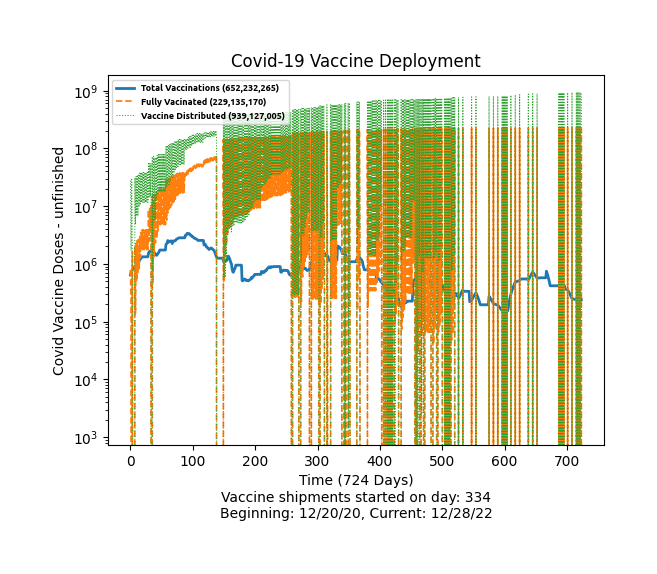 Covid-19 Vaccine Deployment
Total Vaccinations (652,232,265)
Fully Vacinated (229,135,170)
Vaccine Distributed (939,127,005)
Covid Vaccine Doses - unfinished
10⁹
10⁸
10⁷
10⁶
10⁵
10⁴
10³
0 100 200 300 400 500 600 700
Time (724 Days)
Vaccine shipments started on day: 334
Beginning: 12/20/20, Current: 12/28/22